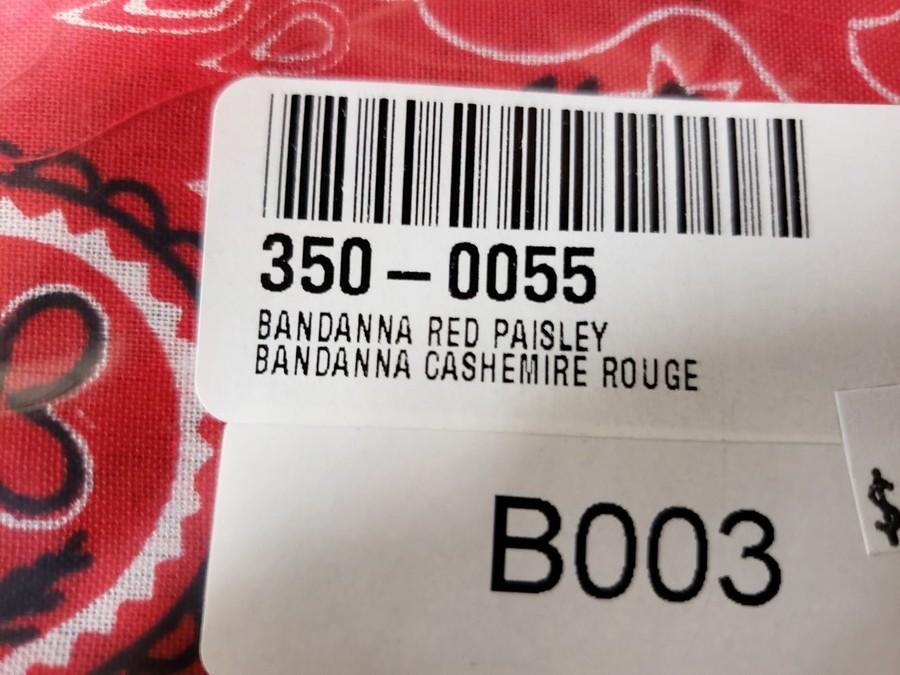 350-0055
BANDANNA RED PAISLEY
BANDANNA CASHEMIRE ROUGE
B003
$